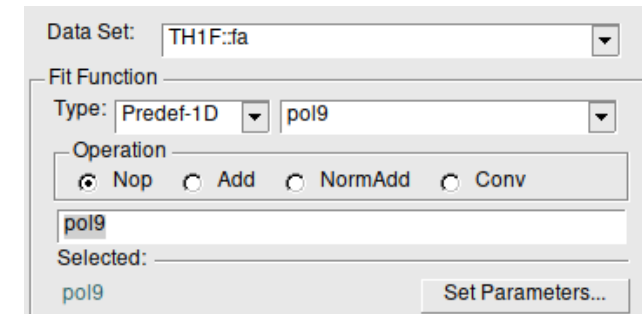 Data Set: TH1F::fa
Fit Function
Type: Predef-1D pol9
Operation
Nop Add NormAdd Conv
pol9
Selected:
pol9 Set Parameters...